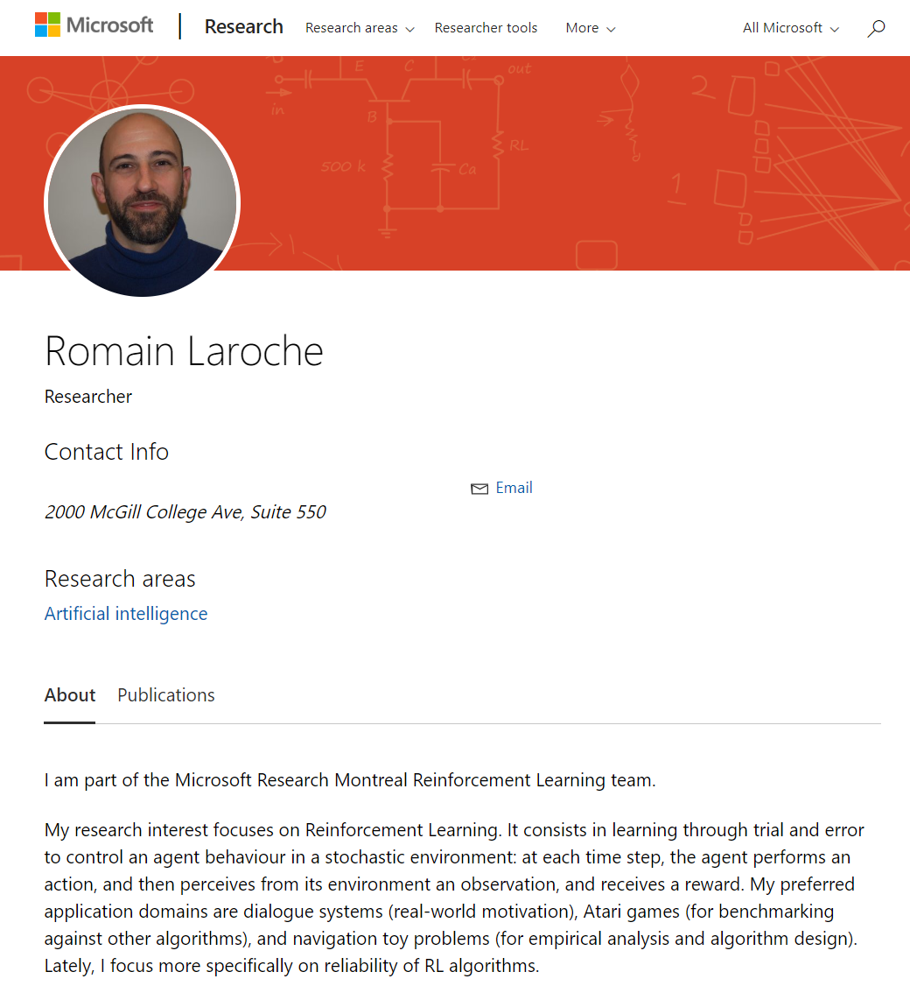 Microsoft Research Research areas Researcher tools More All Microsoft
E C out
in B
500 k Ca RL
2
1
Romain Laroche
Researcher
Contact Info
Email
2000 McGill College Ave, Suite 550
Research areas
Artificial intelligence
About Publications
I am part of the Microsoft Research Montreal Reinforcement Learning team.
My research interest focuses on Reinforcement Learning. It consists in learning through trial and error
to control an agent behaviour in a stochastic environment: at each time step, the agent performs an
action, and then perceives from its environment an observation, and receives a reward. My preferred
application domains are dialogue systems (real-world motivation), Atari games (for benchmarking
against other algorithms), and navigation toy problems (for empirical analysis and algorithm design).
Lately, I focus more specifically on reliability of RL algorithms.